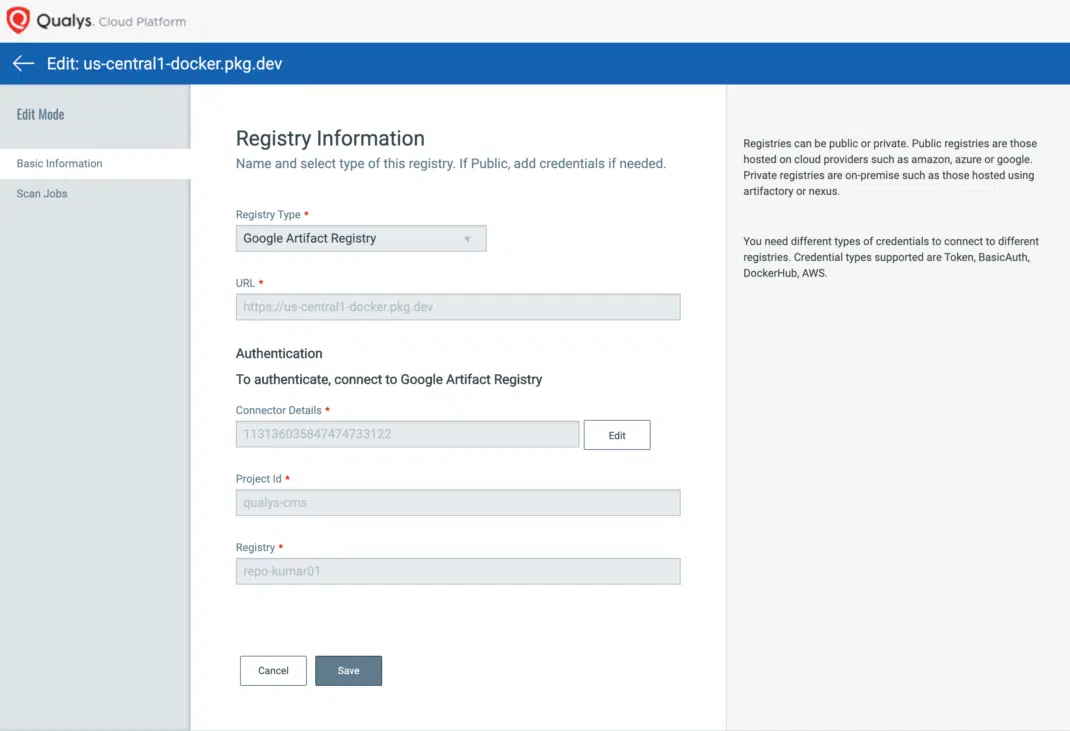 Qualys. Cloud Platform
Edit: us-central1-docker.pkg.dev
Edit Mode
Basic Information
Scan Jobs
Registry Information
Name and select type of this registry. If Public, add credentials if needed.
Registry Type *
Google Artifact Registry
URL *
https://us-central1-docker.pkg.dev
Authentication
To authenticate, connect to Google Artifact Registry
Connector Details *
113136035847474733122
Edit
Project Id *
qualys-cms
Registry *
repo-kumar01
Cancel
Save
Registries can be public or private. Public registries are those
hosted on cloud providers such as amazon, azure or google.
Private registries are on-premise such as those hosted using
artifactory or nexus.
You need different types of credentials to connect to different
registries. Credential types supported are Token, BasicAuth,
DockerHub, AWS.